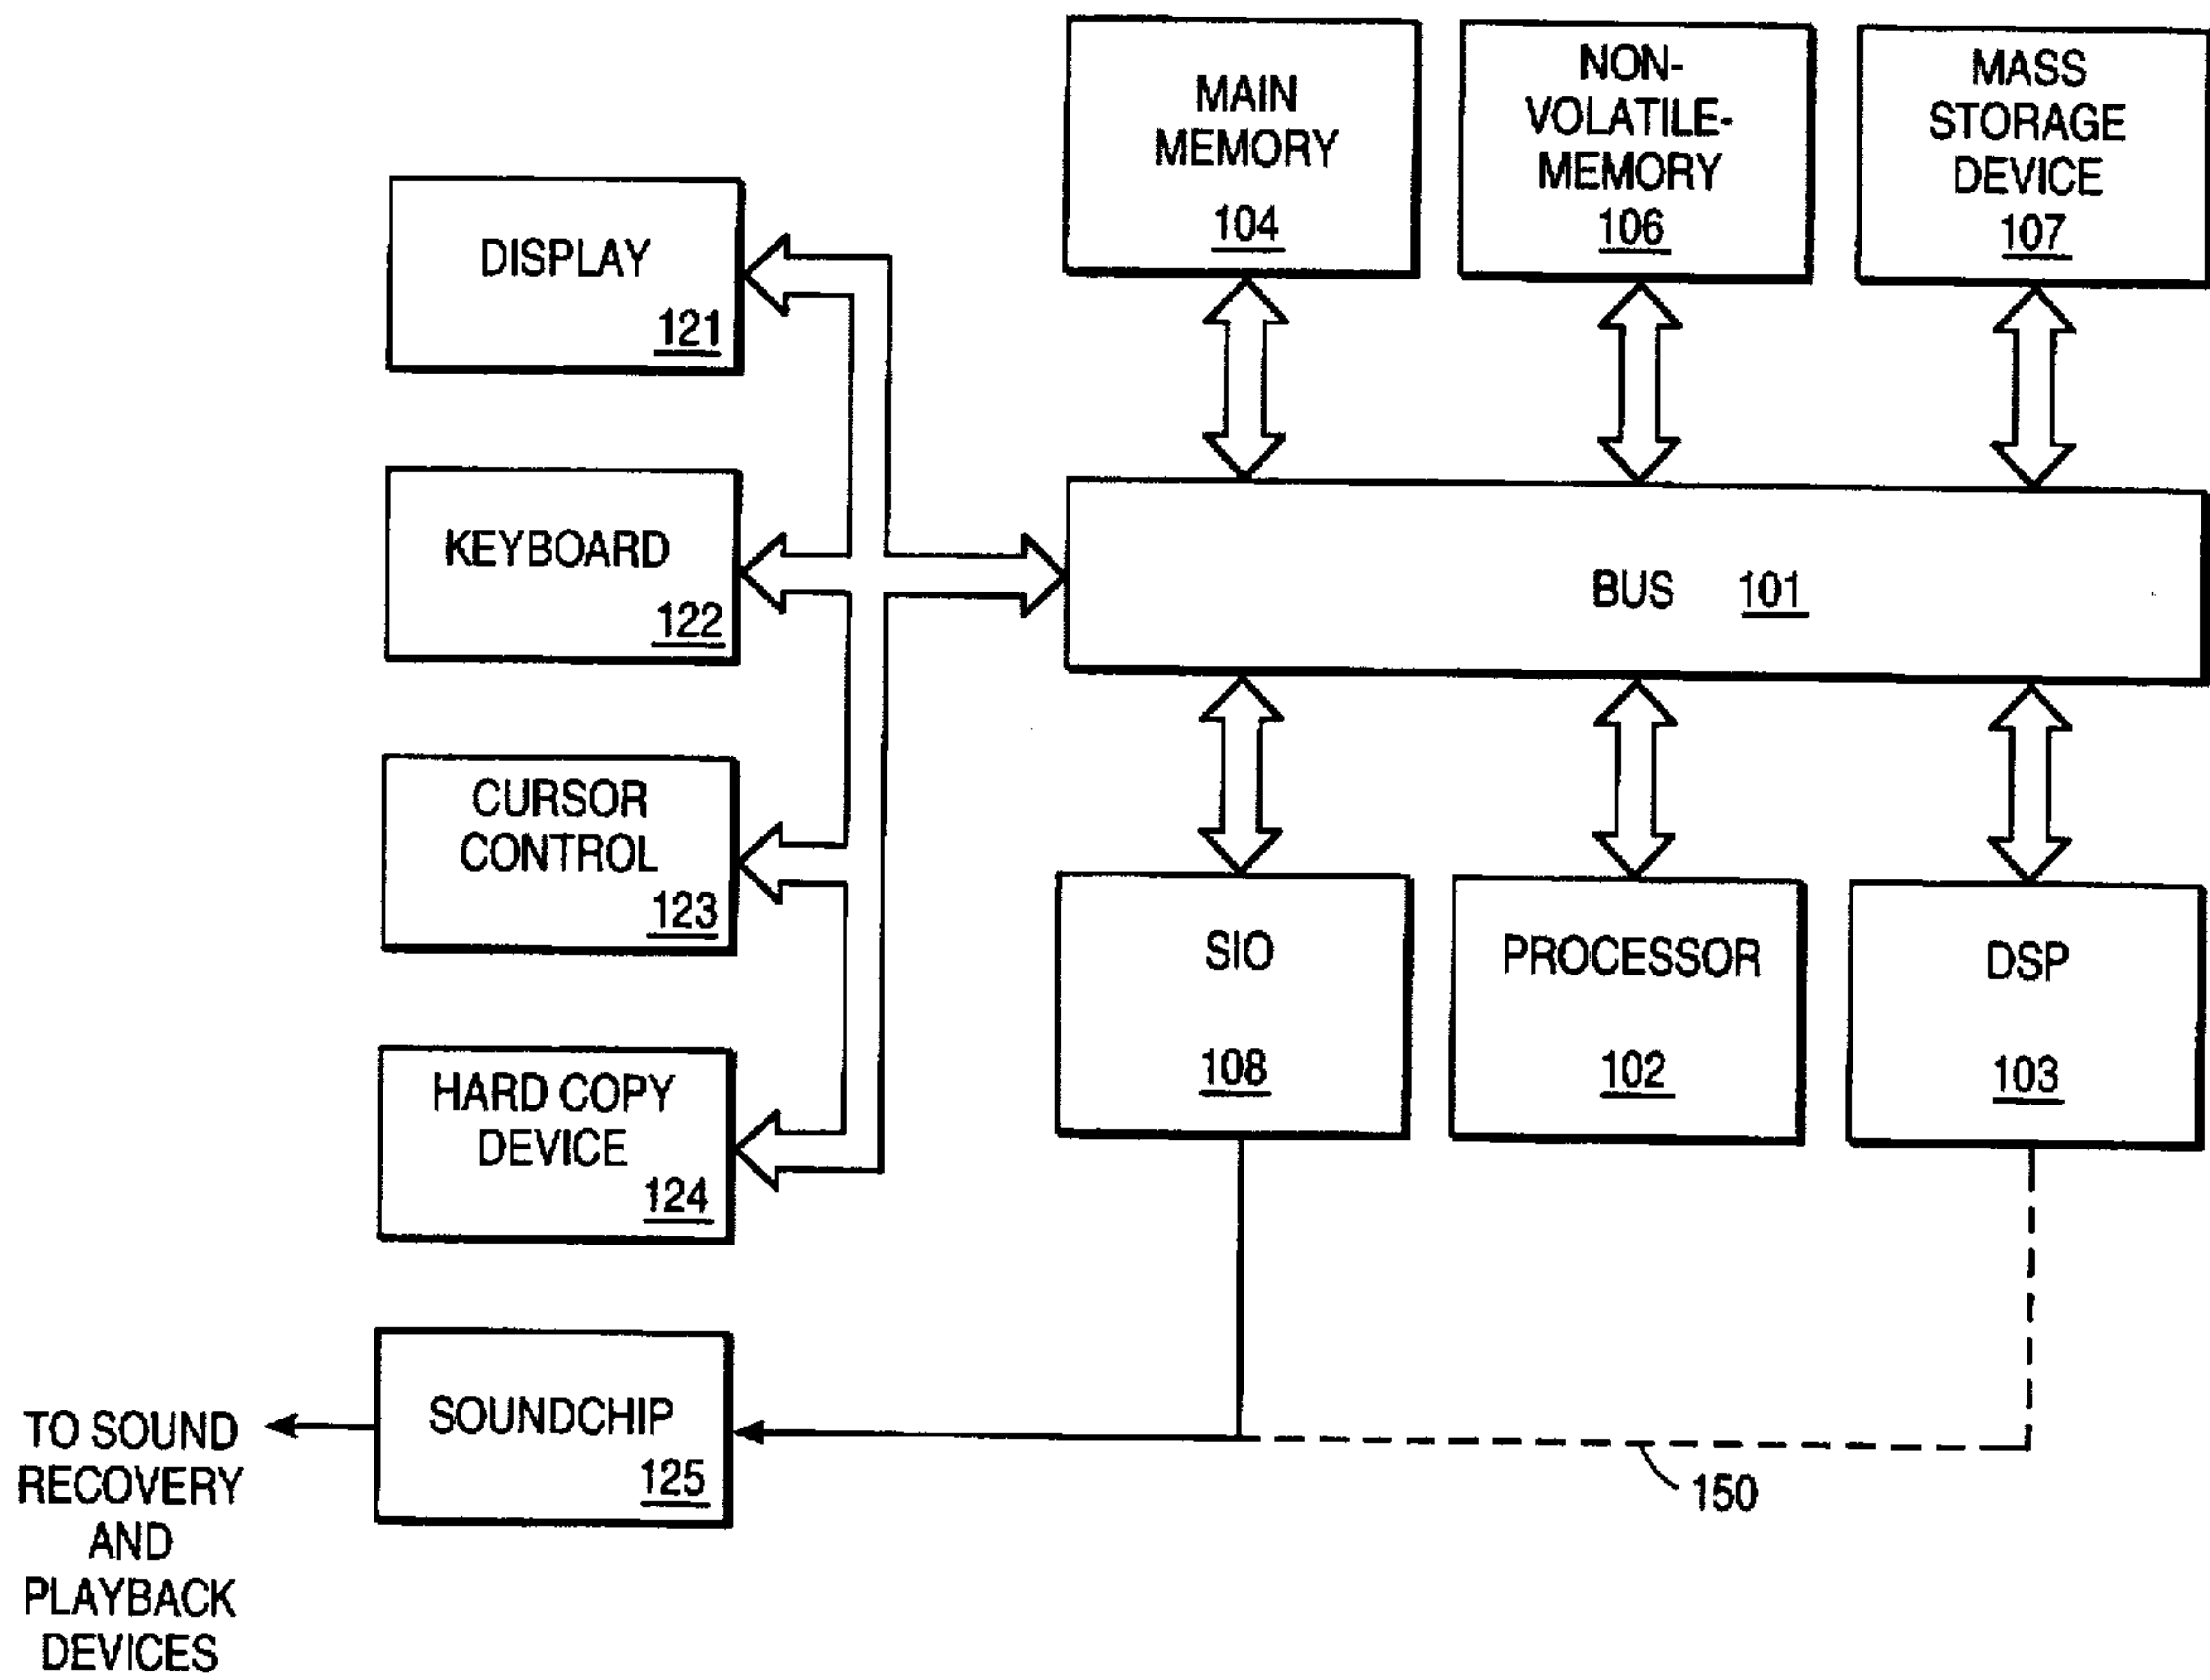 MAIN
MEMORY
104
NON-
VOLATILE-
MEMORY
106
MASS
STORAGE
DEVICE
107
DISPLAY
121
KEYBOARD
122
BUS 101
CURSOR
CONTROL
123
SIO
108
PROCESSOR
102
DSP
103
HARD COPY
DEVICE
124
SOUNDCHIP
125
150
TO SOUND
RECOVERY
AND
PLAYBACK
DEVICES